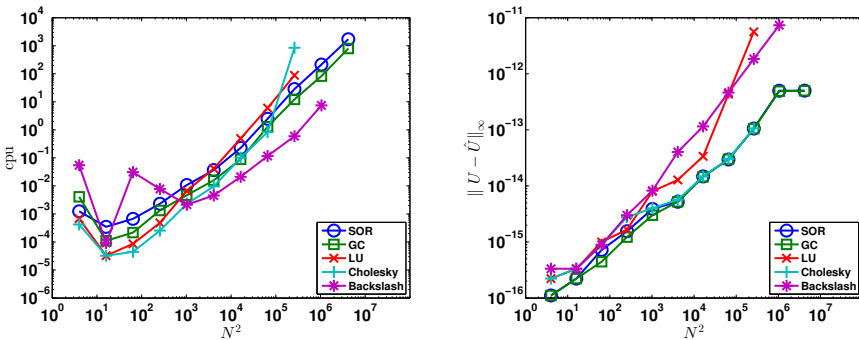 10^4
10^3
10^2
10^1
10^0
10^-1
10^-2
10^-3
10^-4
10^-5
10^-6
cpu
10^0 10^1 10^2 10^3 10^4 10^5 10^6 10^7
N^2
SOR
GC
LU
Cholesky
Backslash
10^-12
10^-13
10^-14
10^-15
10^-16
‖ U − Û ‖∞
10^0 10^1 10^2 10^3 10^4 10^5 10^6 10^7
N^2
SOR
GC
LU
Cholesky
Backslash